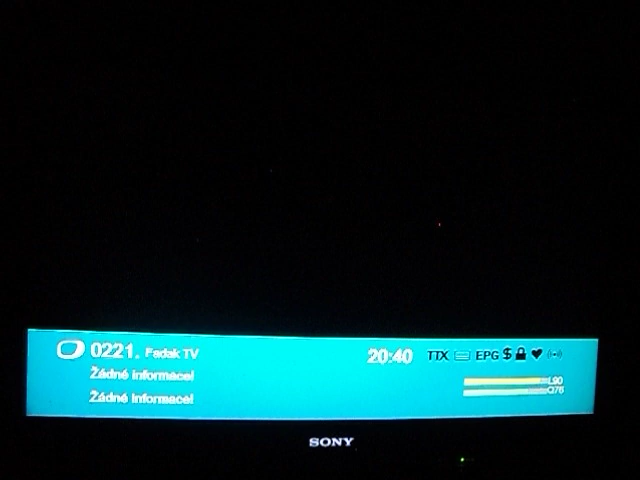 0221. Fadak TV 20:40 TTX EPG $
Žádné informace!
L90
Žádné informace!
Q76
SONY